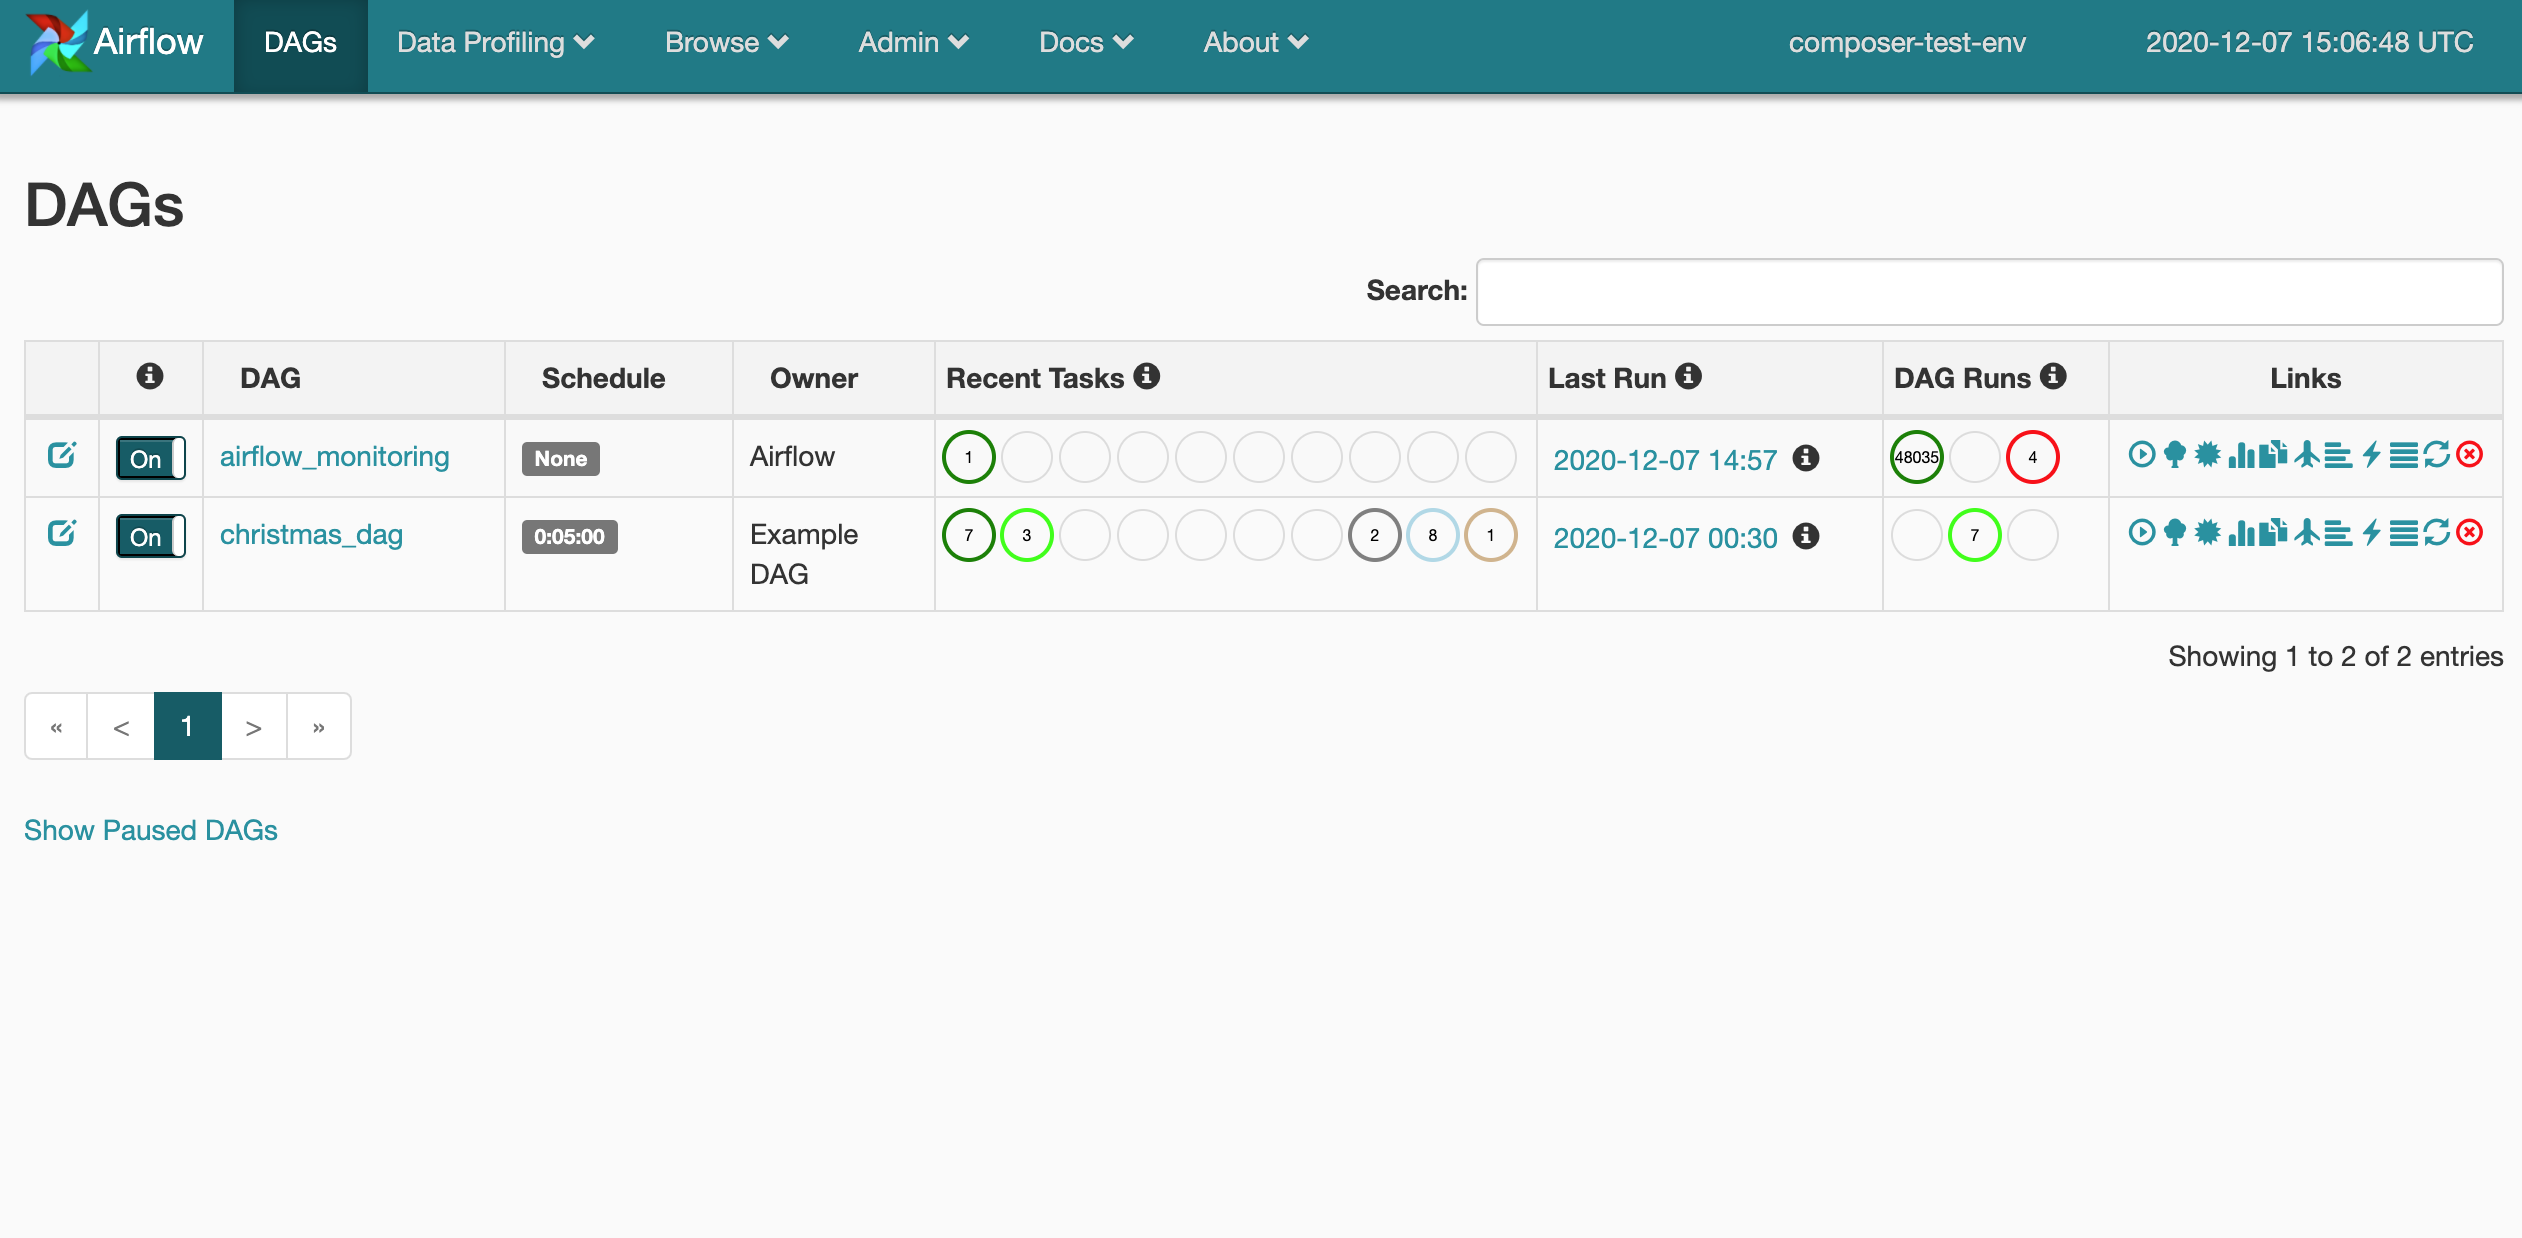 Airflow DAGs Data Profiling Browse Admin Docs About composer-test-env 2020-12-07 15:06:48 UTC
DAGs
Search:
DAG Schedule Owner Recent Tasks Last Run DAG Runs Links
On airflow_monitoring None Airflow 1 2020-12-07 14:57 48035 4
On christmas_dag 0:05:00 Example 7 3 2 8 1 2020-12-07 00:30 7
DAG
Showing 1 to 2 of 2 entries
« < 1 > »
Show Paused DAGs